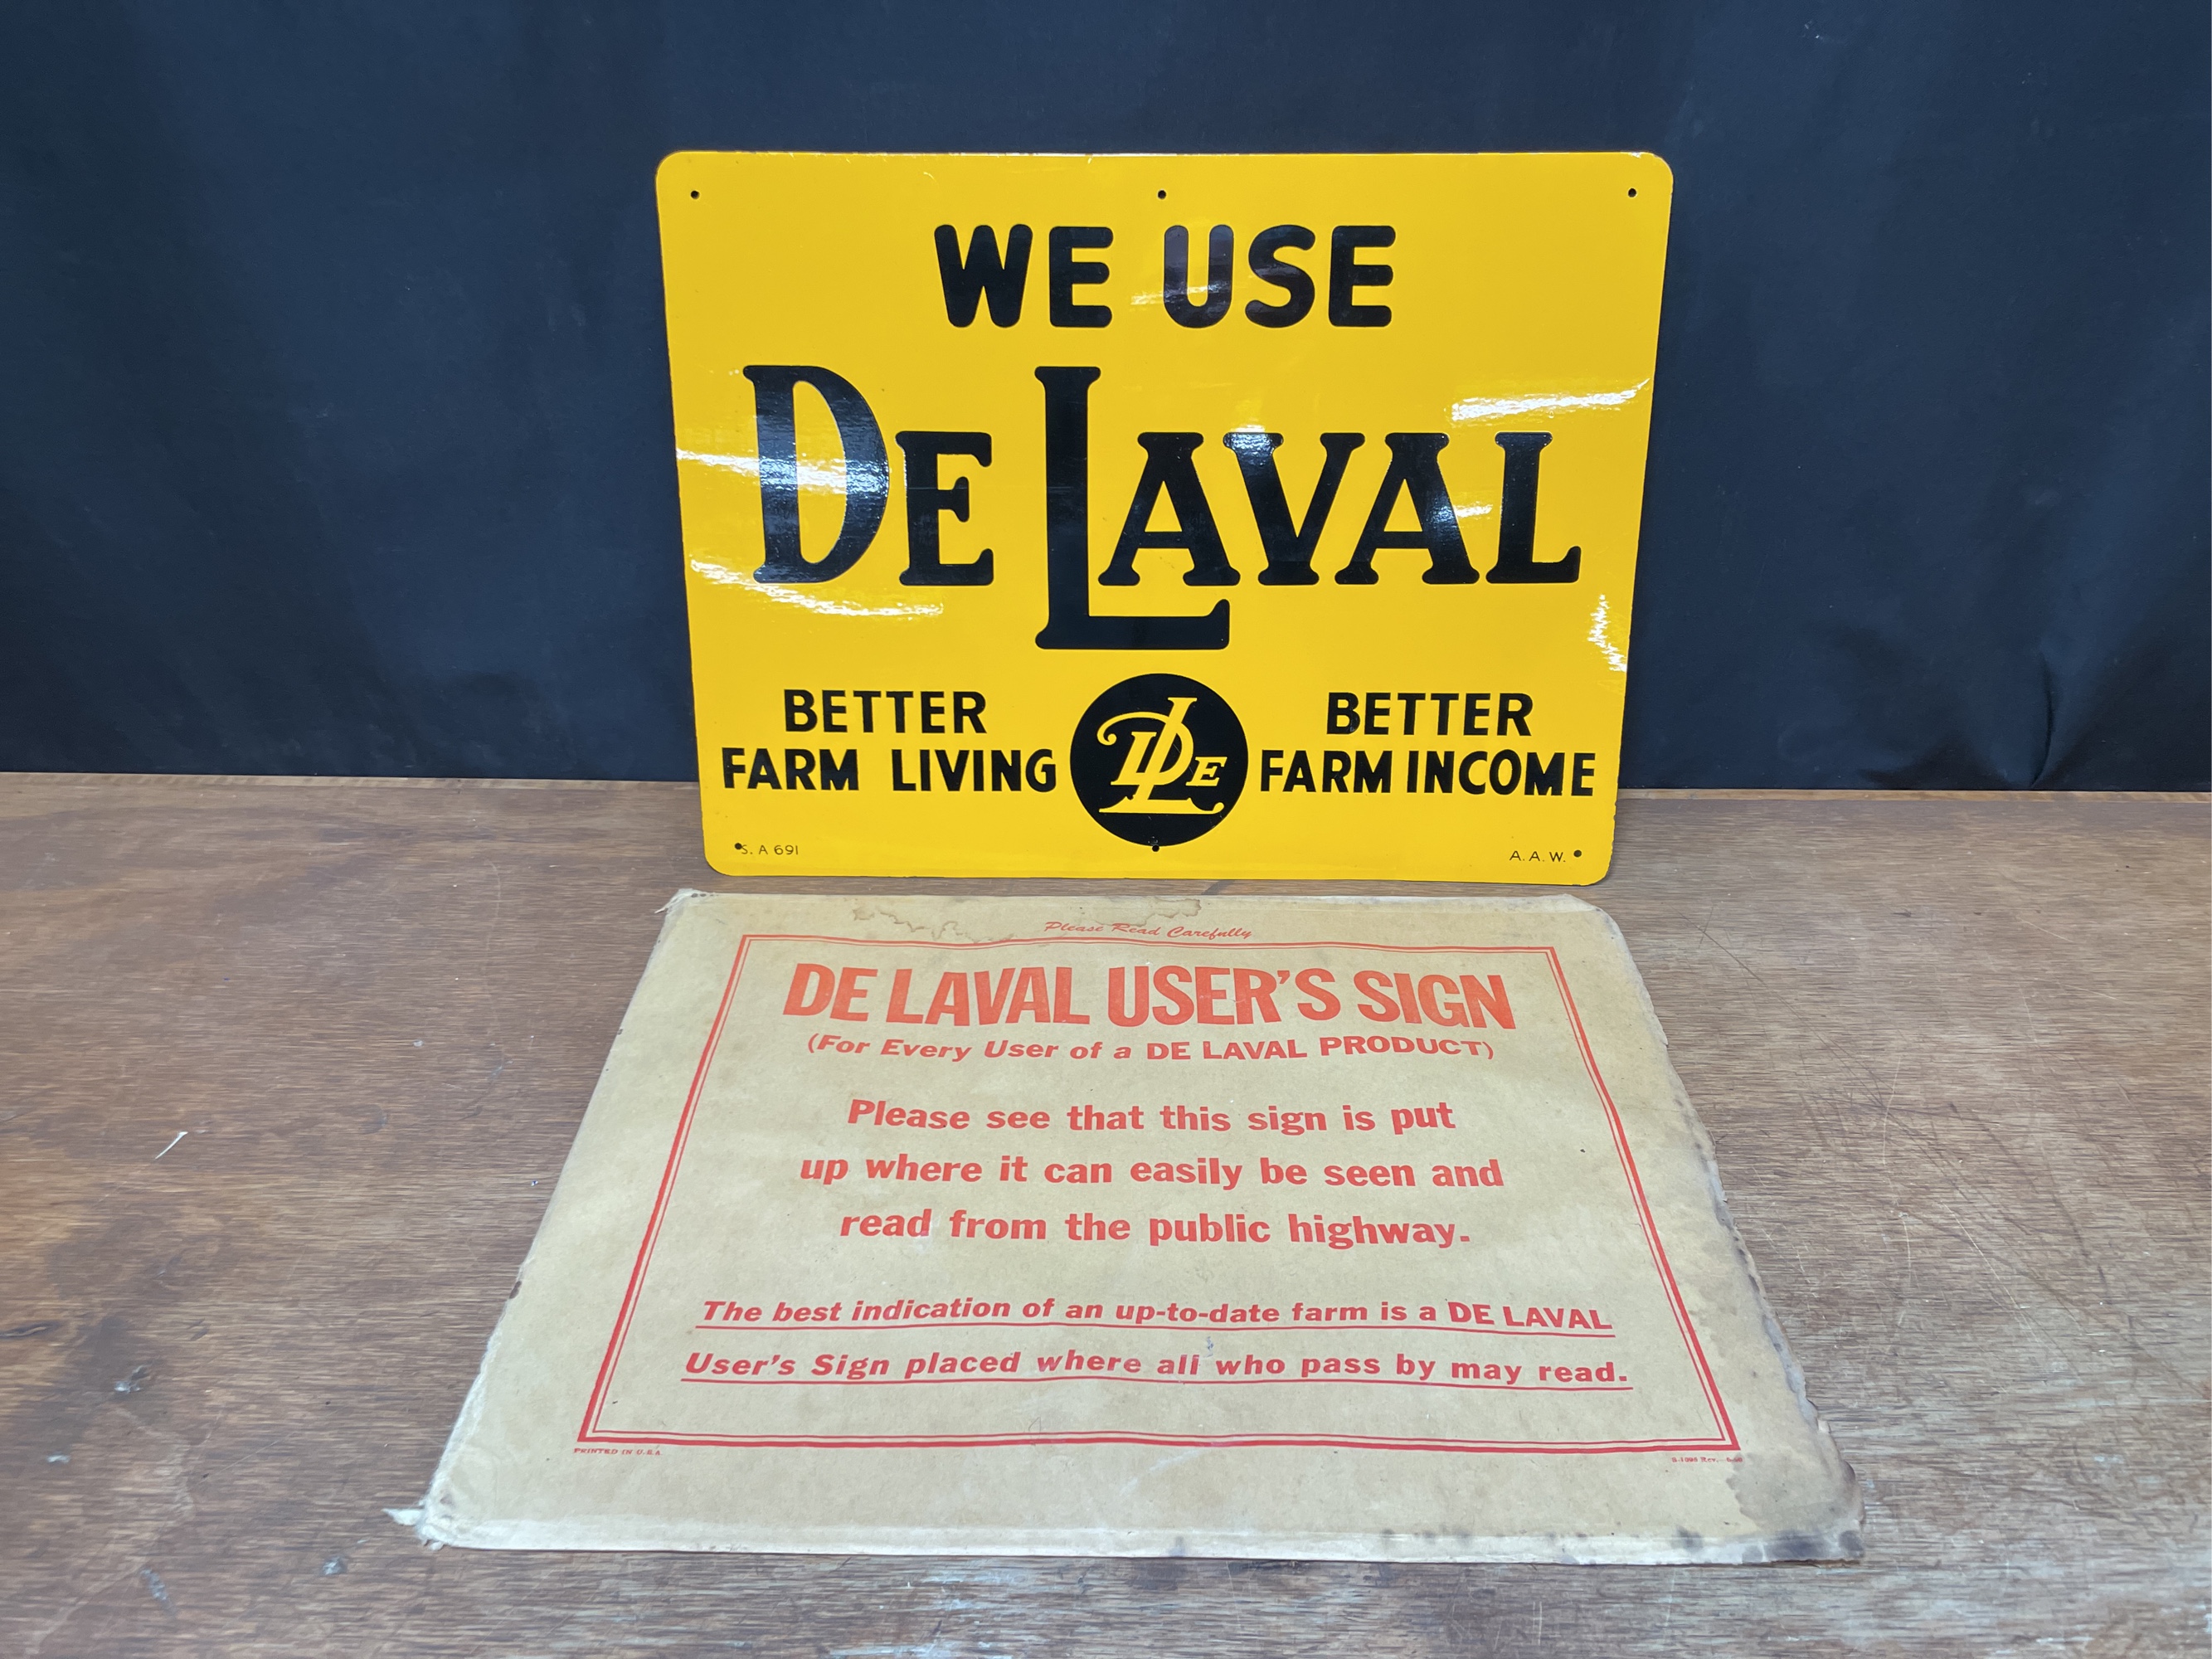 WE USE
DE LAVAL
BETTER
FARM LIVING
DLE
BETTER
FARM INCOME
S. A 691
A. A. W.
Please Read Carefully
DE LAVAL USER'S SIGN
(For Every User of a DE LAVAL PRODUCT)
Please see that this sign is put
up where it can easily be seen and
read from the public highway.
The best indication of an up-to-date farm is a DE LAVAL
User's Sign placed where all who pass by may read.
PRINTED IN U.S.A.